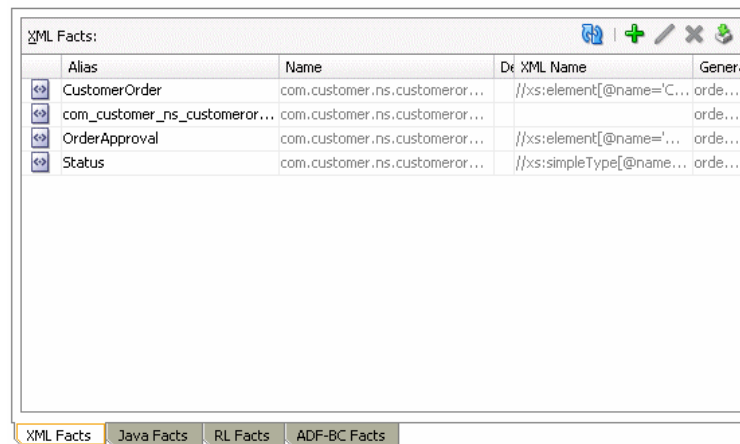 XML Facts:
Alias Name De XML Name Genera
CustomerOrder com.customer.ns.customeror... //xs:element[@name='C... orde...
com_customer_ns_customeror... com.customer.ns.customeror... orde...
OrderApproval com.customer.ns.customeror... //xs:element[@name='... orde...
Status com.customer.ns.customeror... //xs:simpleType[@name... orde...
XML Facts Java Facts RL Facts ADF-BC Facts